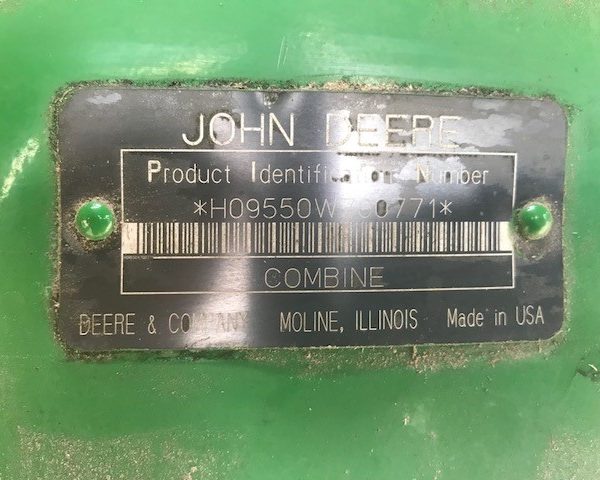 JOHN DEERE
Product Identification Number
COMBINE
DEERE & COMPANY MOLINE, ILLINOIS Made in USA